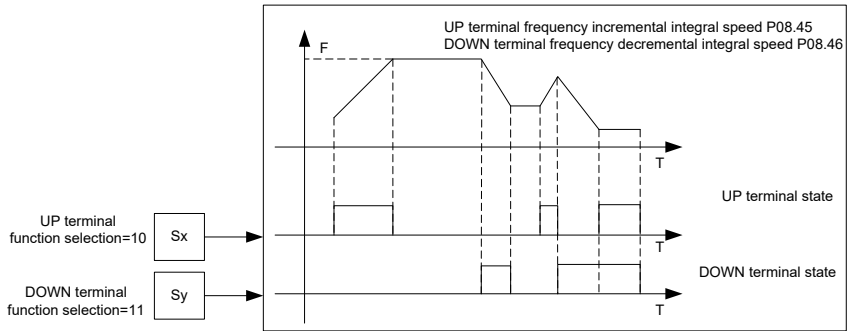 UP terminal frequency incremental integral speed P08.45
DOWN terminal frequency decremental integral speed P08.46
F
T
UP terminal state
UP terminal
function selection=10
Sx
T
DOWN terminal state
DOWN terminal
function selection=11
Sy
T